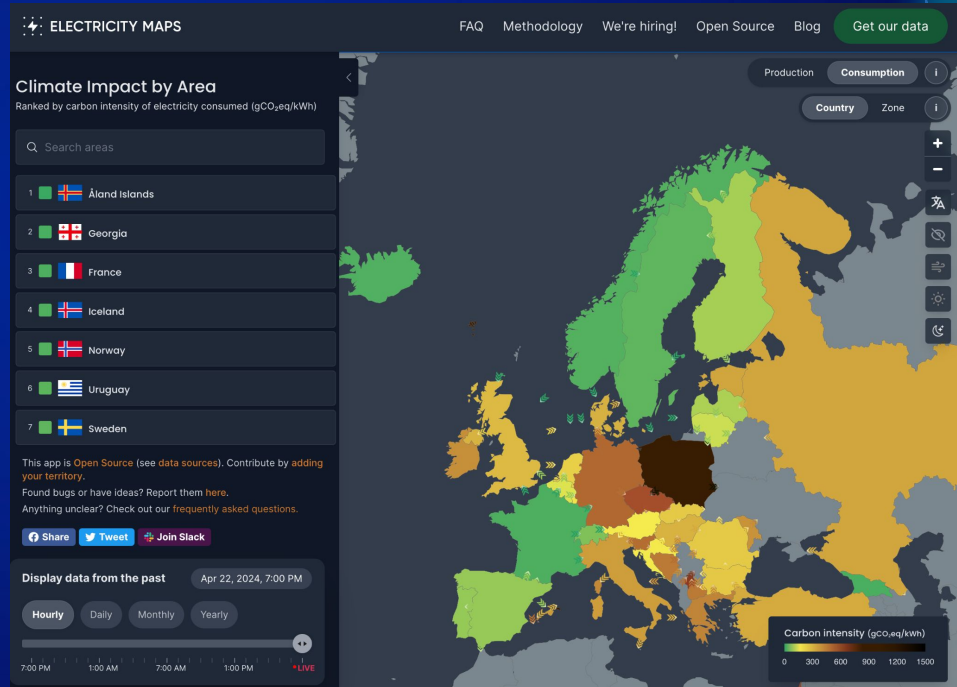 ELECTRICITY MAPS
FAQ Methodology We're hiring! Open Source Blog Get our data
Climate Impact by Area
Ranked by carbon intensity of electricity consumed (gCO₂eq/kWh)
Search areas
1 Åland Islands
2 Georgia
3 France
4 Iceland
5 Norway
6 Uruguay
7 Sweden
This app is Open Source (see data sources). Contribute by adding
your territory.
Found bugs or have ideas? Report them here.
Anything unclear? Check out our frequently asked questions.
Share Tweet Join Slack
Display data from the past Apr 22, 2024, 7:00 PM
Hourly Daily Monthly Yearly
7:00 PM 1:00 AM 7:00 AM 1:00 PM LIVE
Production Consumption i
Country Zone i
+
−
文A
Carbon intensity (gCO₂eq/kWh)
0 300 600 900 1200 1500